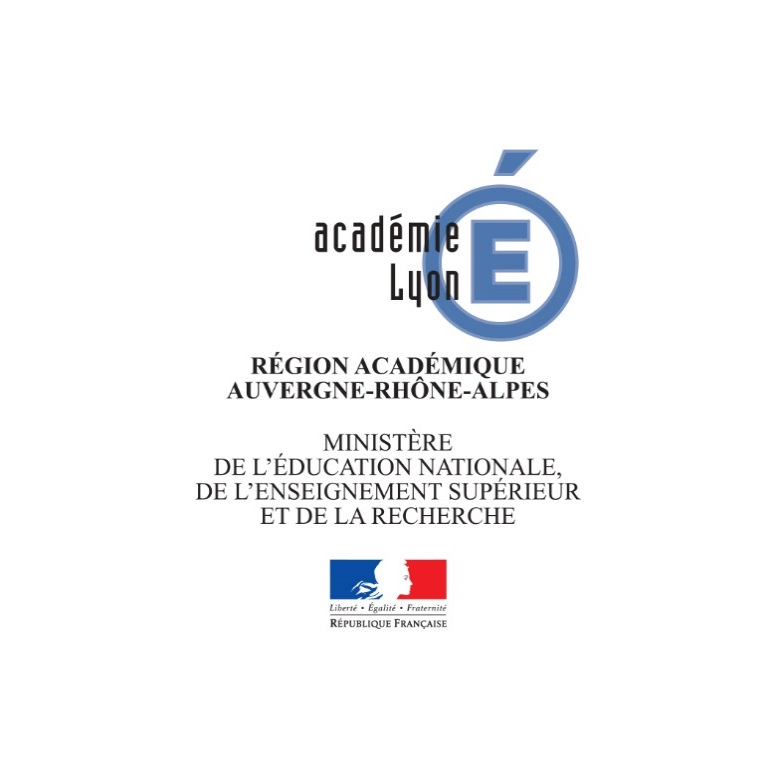 académie
Lyon
É
RÉGION ACADÉMIQUE
AUVERGNE-RHÔNE-ALPES
MINISTÈRE
DE L’ÉDUCATION NATIONALE,
DE L’ENSEIGNEMENT SUPÉRIEUR
ET DE LA RECHERCHE
Liberté • Égalité • Fraternité
RÉPUBLIQUE FRANÇAISE